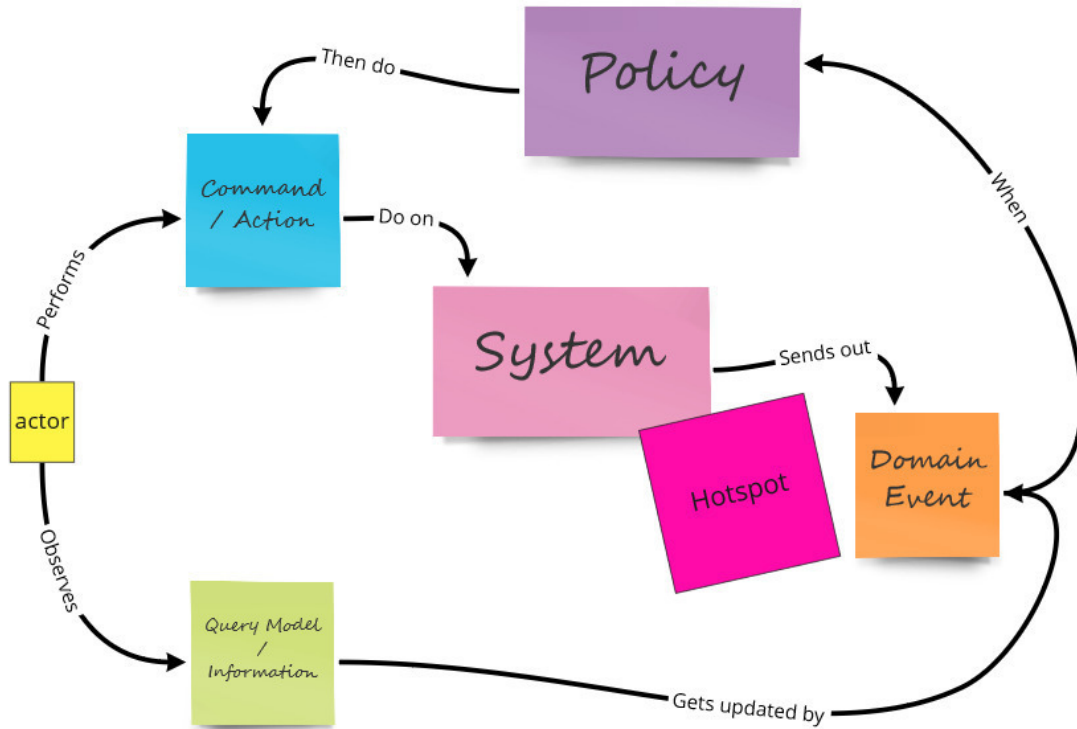 Then do
Policy
Command
/ Action
Do on
When
Performs
System
Sends out
actor
Domain
Event
Hotspot
Observes
Query Model
/
Information
Gets updated by